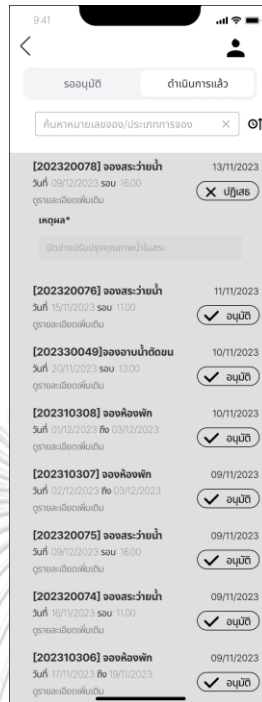 9:41
รออนุมัติ ดำเนินการแล้ว
ค้นหาหมายเลขจอง/ประเภทการจอง
[202320078] จองสระว่ายน้ำ 13/11/2023
วันที่ 09/12/2023 รอบ 16:00 ปฏิเสธ
ดูรายละเอียดเพิ่มเติม
เหตุผล*
นัดช่างปรับปรุงคุณภาพน้ำในสระ
[202320076] จองสระว่ายน้ำ 11/11/2023
วันที่ 15/11/2023 รอบ 11.00 อนุมัติ
ดูรายละเอียดเพิ่มเติม
[202330049]จองอาบน้ำตัดขน 10/11/2023
วันที่ 20/11/2023 รอบ 13:00 อนุมัติ
ดูรายละเอียดเพิ่มเติม
[202310308] จองห้องพัก 10/11/2023
วันที่ 01/12/2023 ถึง 03/12/2023 อนุมัติ
ดูรายละเอียดเพิ่มเติม
[202310307] จองห้องพัก 09/11/2023
วันที่ 02/12/2023 ถึง 03/12/2023 อนุมัติ
ดูรายละเอียดเพิ่มเติม
[202320075] จองสระว่ายน้ำ 09/11/2023
วันที่ 09/12/2023 รอบ 16:00 อนุมัติ
ดูรายละเอียดเพิ่มเติม
[202320074] จองสระว่ายน้ำ 09/11/2023
วันที่ 16/11/2023 รอบ 11.00 อนุมัติ
ดูรายละเอียดเพิ่มเติม
[202310306] จองห้องพัก 09/11/2023
วันที่ 17/11/2023 ถึง 19/11/2023 อนุมัติ
ดูรายละเอียดเพิ่มเติม